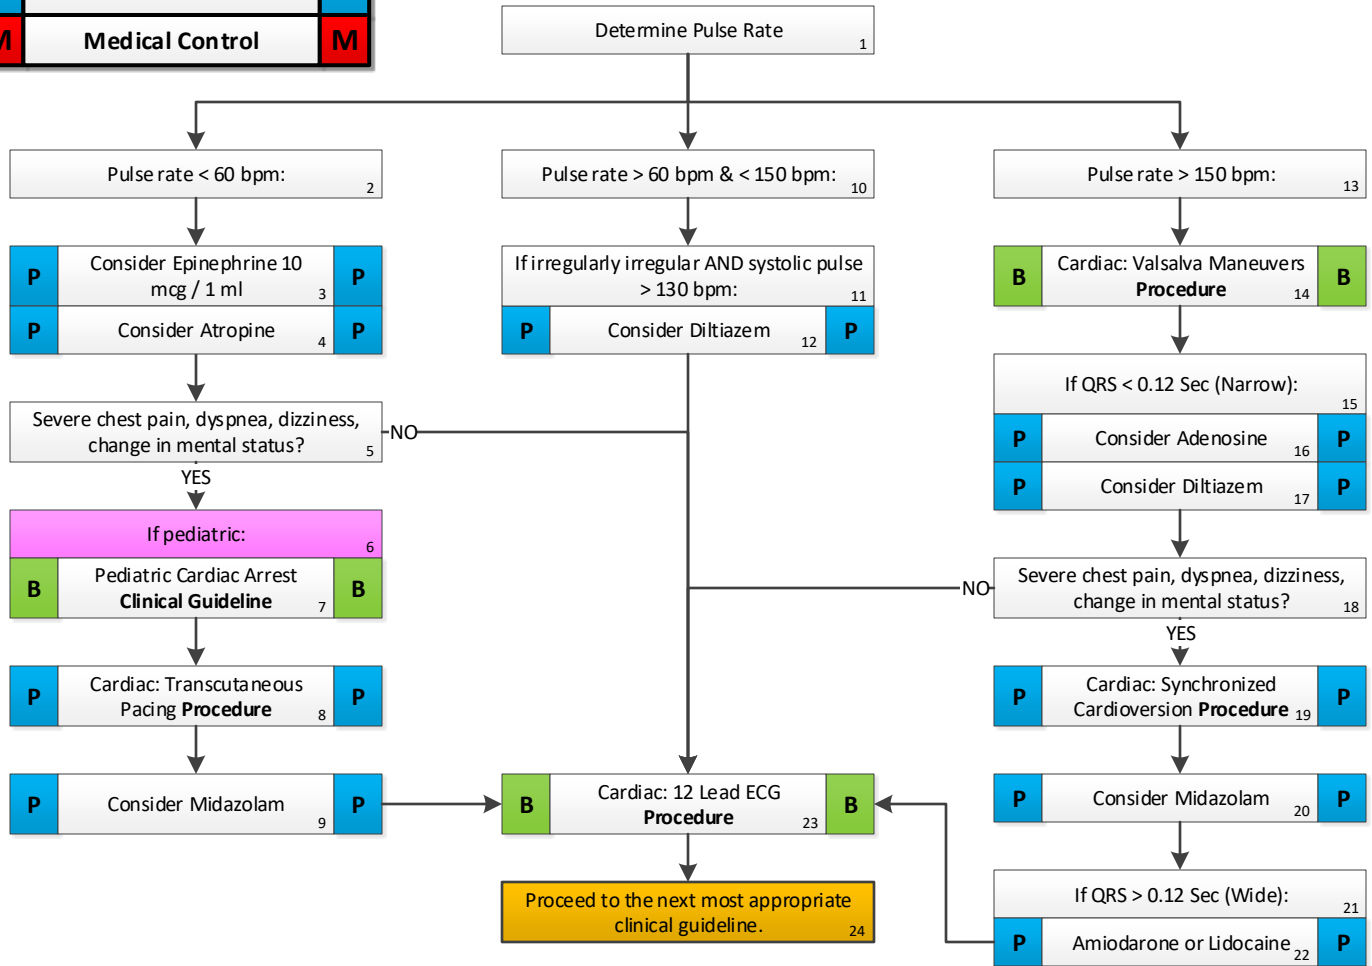 M Medical Control M
Determine Pulse Rate
1
Pulse rate < 60 bpm:
2
P Consider Epinephrine 10 P
mcg / 1 ml
3
P Consider Atropine P
4
Severe chest pain, dyspnea, dizziness,
change in mental status?
5
NO
YES
If pediatric:
6
B Pediatric Cardiac Arrest B
Clinical Guideline
7
P Cardiac: Transcutaneous P
Pacing Procedure
8
P Consider Midazolam P
9
Pulse rate > 60 bpm & < 150 bpm:
10
If irregularly irregular AND systolic pulse
> 130 bpm:
11
P Consider Diltiazem P
12
Pulse rate > 150 bpm:
13
B Cardiac: Valsalva Maneuvers B
Procedure
14
If QRS < 0.12 Sec (Narrow):
15
P Consider Adenosine P
16
P Consider Diltiazem P
17
NO
Severe chest pain, dyspnea, dizziness,
change in mental status?
18
YES
P Cardiac: Synchronized P
Cardioversion Procedure
19
P Consider Midazolam P
20
If QRS > 0.12 Sec (Wide):
21
P Amiodarone or Lidocaine P
22
B Cardiac: 12 Lead ECG B
Procedure
23
Proceed to the next most appropriate
clinical guideline.
24